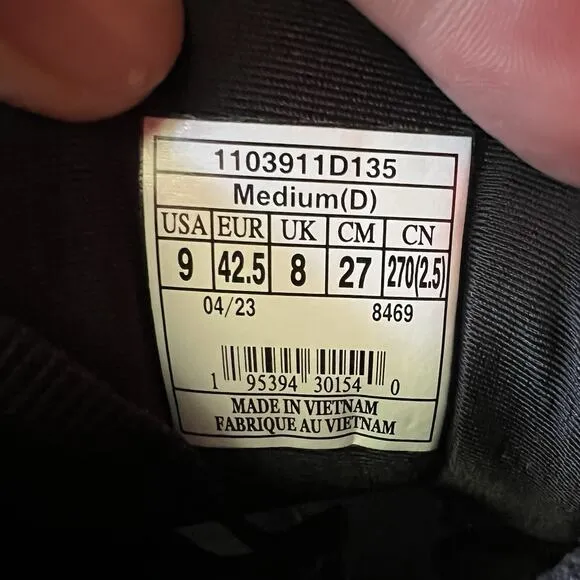 1103911D135
Medium(D)
USA EUR UK CM CN
9 42.5 8 27 270(2.5)
04/23 8469
1 95394 30154 0
MADE IN VIETNAM
FABRIQUE AU VIETNAM